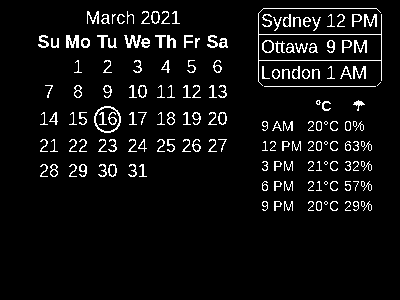 March 2021
Su Mo Tu We Th Fr Sa
1 2 3 4 5 6
7 8 9 10 11 12 13
14 15 16 17 18 19 20
21 22 23 24 25 26 27
28 29 30 31
Sydney 12 PM
Ottawa 9 PM
London 1 AM
°C ☂
9 AM 20°C 0%
12 PM 20°C 63%
3 PM 21°C 32%
6 PM 21°C 57%
9 PM 20°C 29%